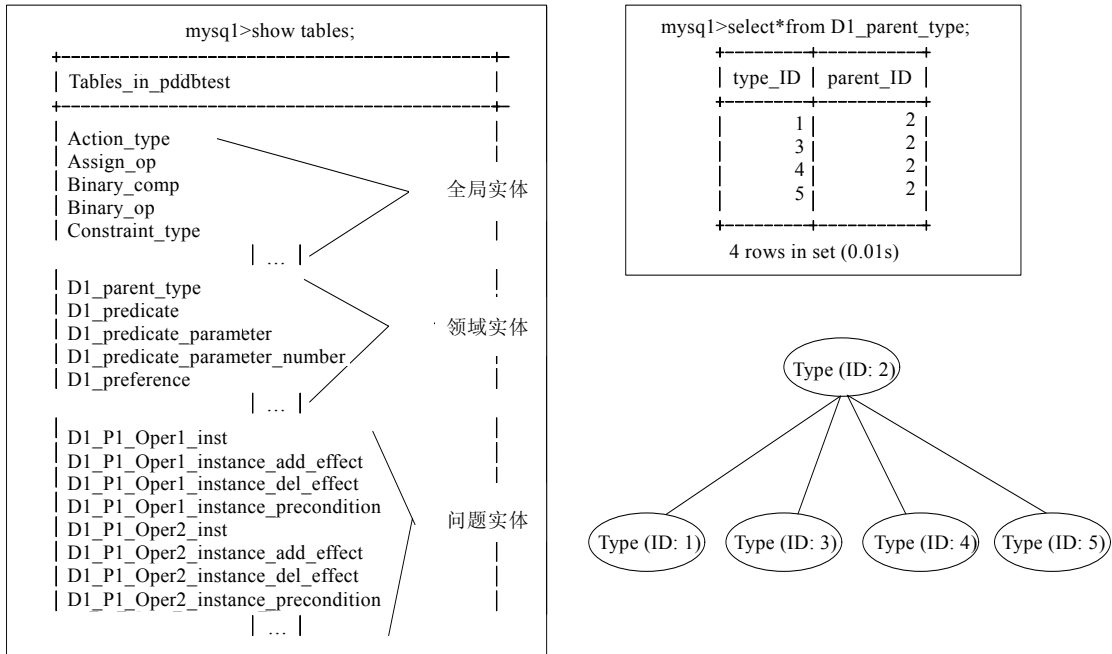 mysq1>show tables;
+------------------------------------------+
| Tables_in_pddbtest |
+------------------------------------------+
| Action_type
| Assign_op
| Binary_comp
| Binary_op
| Constraint_type
全局实体
| ... |
| D1_parent_type
| D1_predicate
| D1_predicate_parameter
| D1_predicate_parameter_number
| D1_preference
领域实体
| ... |
| D1_P1_Oper1_inst
| D1_P1_Oper1_instance_add_effect
| D1_P1_Oper1_instance_del_effect
| D1_P1_Oper1_instance_precondition
| D1_P1_Oper2_inst
| D1_P1_Oper2_instance_add_effect
| D1_P1_Oper2_instance_del_effect
| D1_P1_Oper2_instance_precondition
问题实体
| ... |
mysq1>select*from D1_parent_type;
+---------+-----------+
| type_ID | parent_ID |
+---------+-----------+
| 1 | 2 |
| 3 | 2 |
| 4 | 2 |
| 5 | 2 |
+---------+-----------+
4 rows in set (0.01s)
Type (ID: 2)
Type (ID: 1) Type (ID: 3) Type (ID: 4) Type (ID: 5)